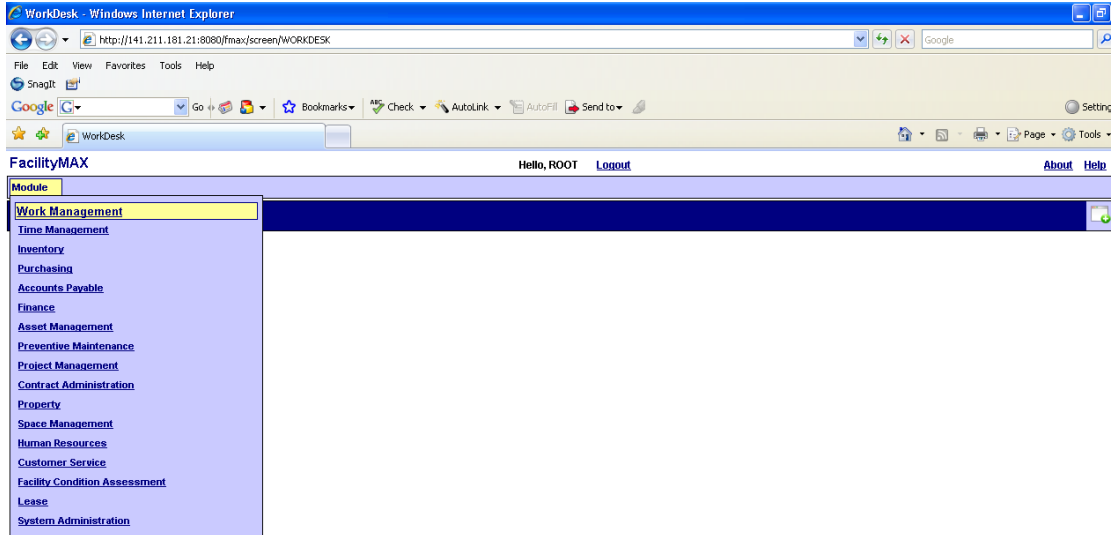 WorkDesk - Windows Internet Explorer
http://141.211.181.21:8080/fmax/screen/WORKDESK
Google
File Edit View Favorites Tools Help
SnagIt
Google G Go Bookmarks ABC Check AutoLink AutoFill Send to Setting
WorkDesk Page Tools
FacilityMAX Hello, ROOT Logout About Help
Module
Work Management
Time Management
Inventory
Purchasing
Accounts Payable
Finance
Asset Management
Preventive Maintenance
Project Management
Contract Administration
Property
Space Management
Human Resources
Customer Service
Facility Condition Assessment
Lease
System Administration